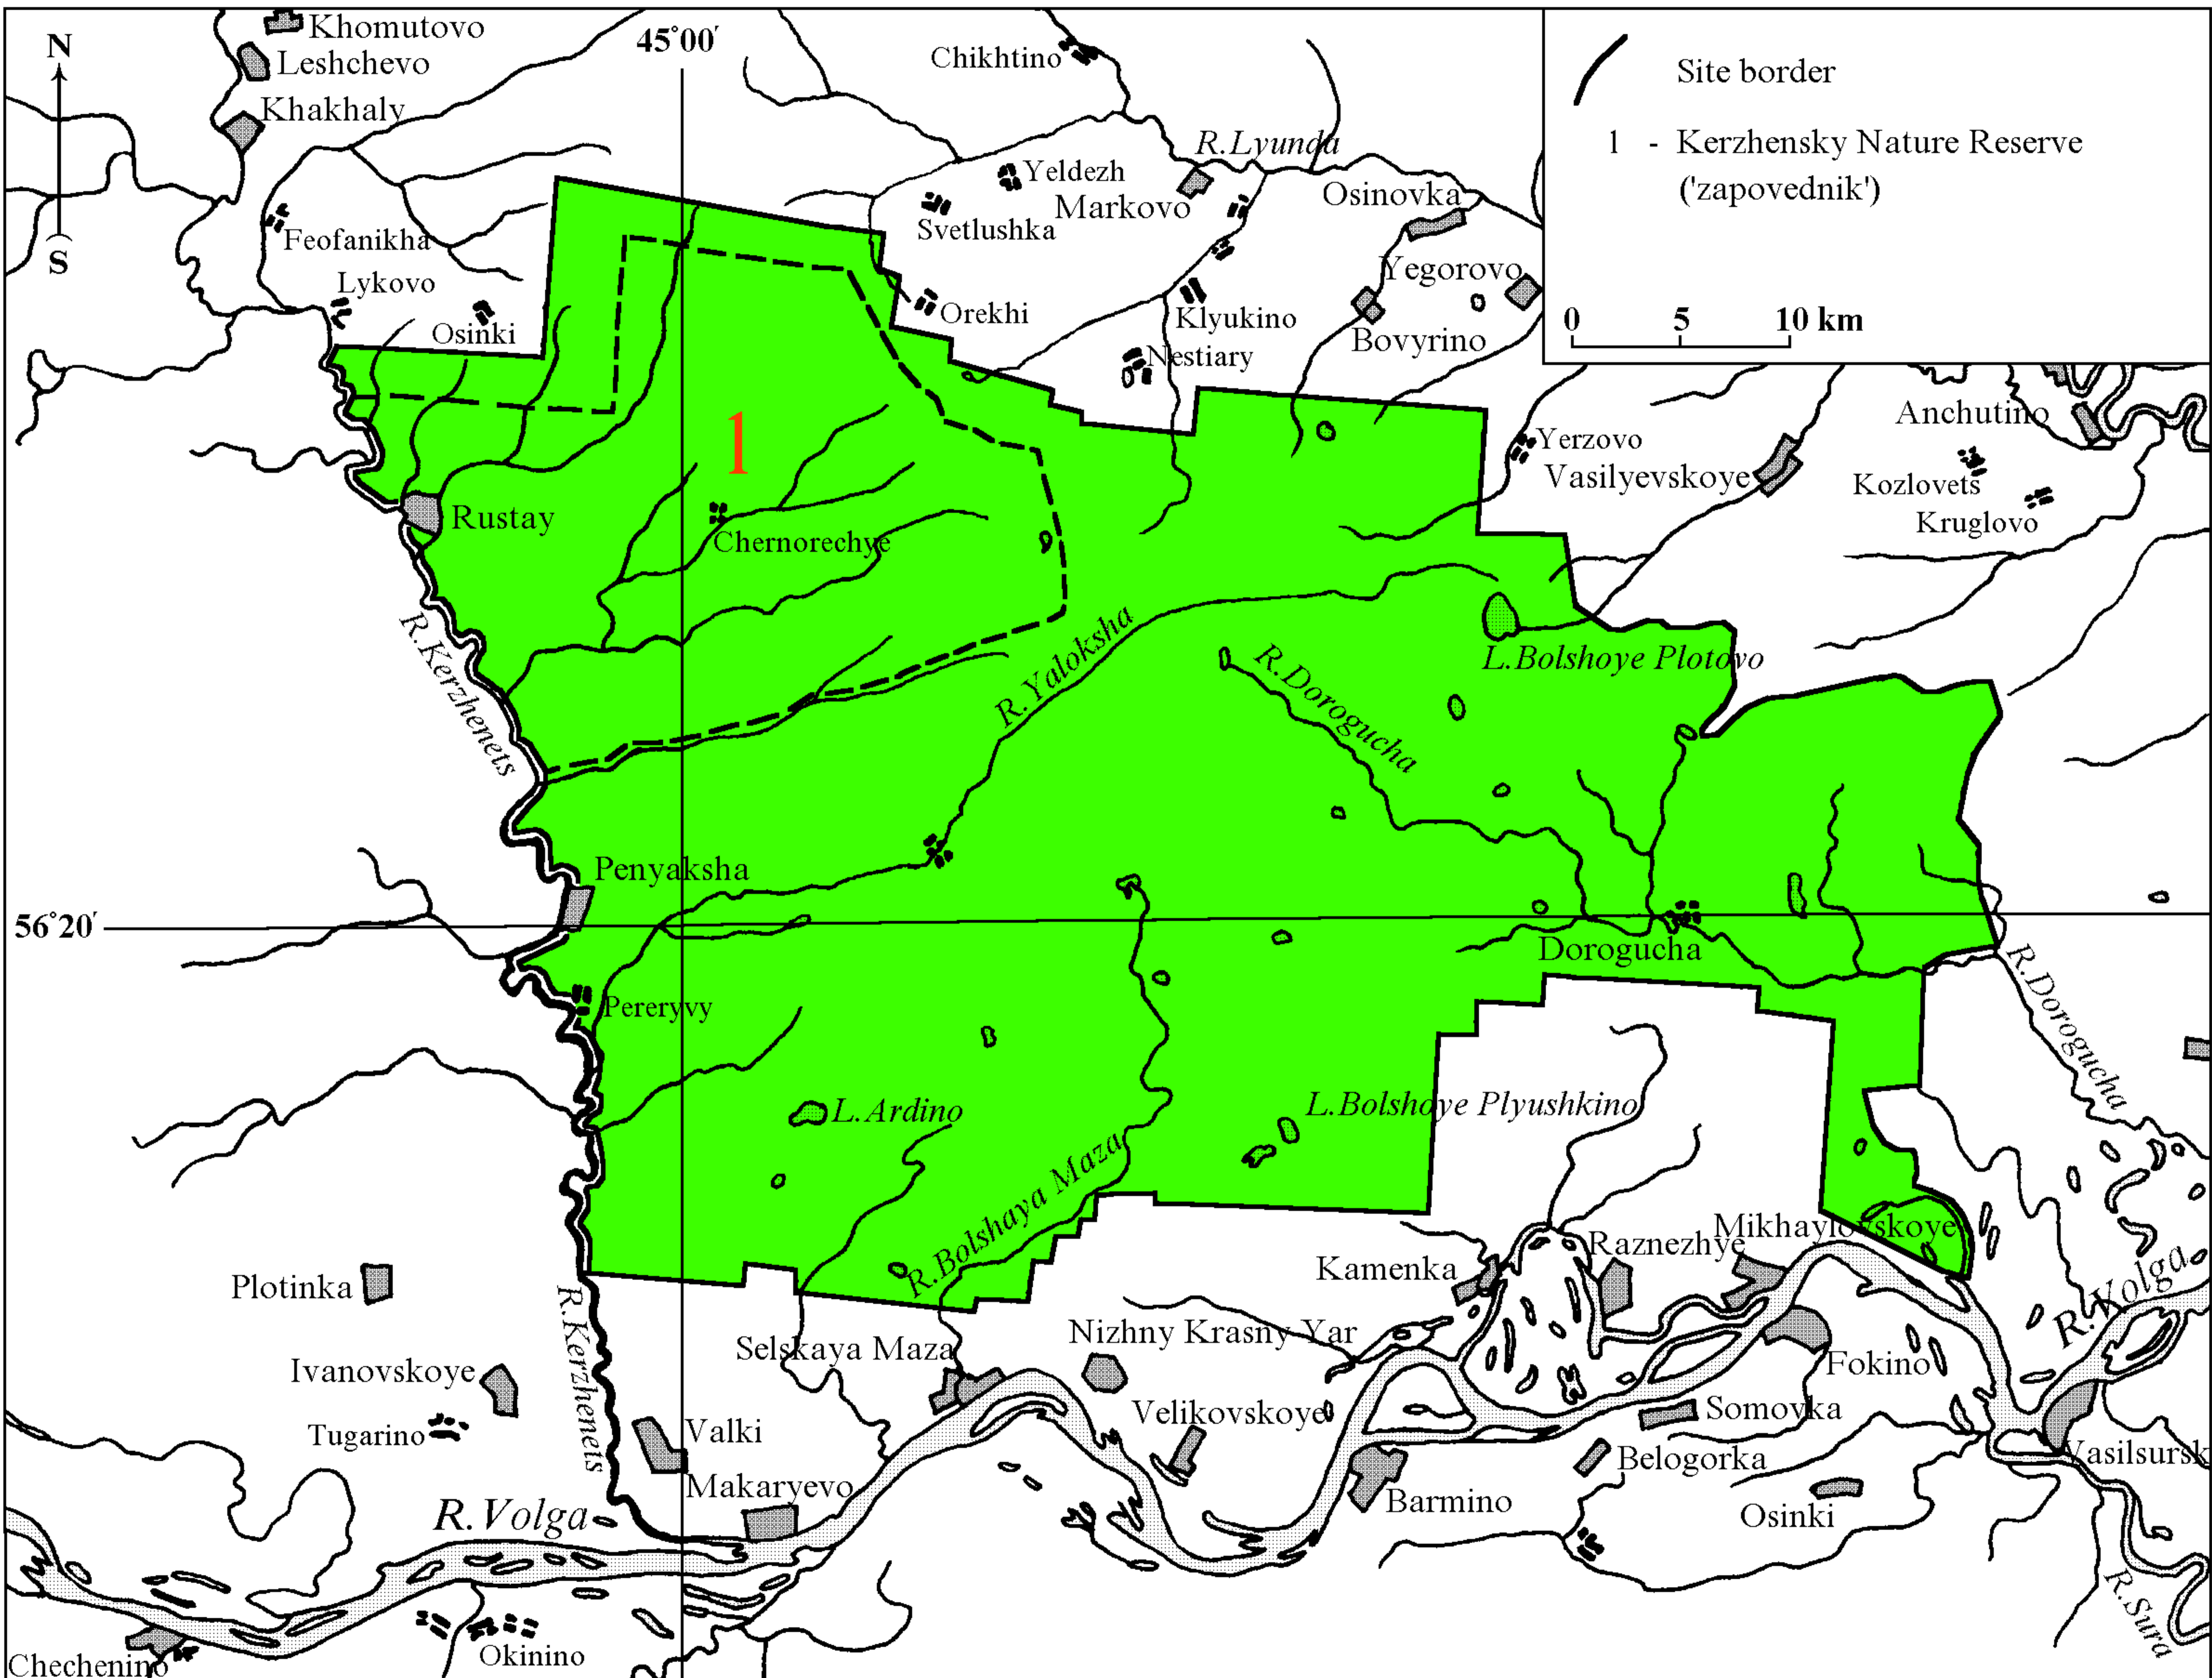 Khomutovo
Leshchevo
Khakhaly
N
S
45°00′
Chikhtino
Site border
1 - Kerzhensky Nature Reserve
('zapovednik')
0 5 10 km
R.Lyunda
Yeldezh
Markovo
Svetlushka
Osinovka
Feofanikha
Lykovo
Osinki
Orekhi
Klyukino
Nestiary
Yegorovo
Bovyrino
Anchutino
1
Yerzovo
Vasilyevskoye
Kozlovets
Kruglovo
Rustay
Chernorechye
R.Kerzhenets
R.Yaloksha
R.Dorogucha
L.Bolshoye Plotovo
Penyaksha
56°20′
Dorogucha
R.Dorogucha
Pereryvy
L.Ardino
L.Bolshoye Plyushkino
R.Bolshaya Maza
Plotinka
Kamenka
Raznezhye
Mikhaylovskoye
R.Volga
R.Kerzhenets
Ivanovskoye
Tugarino
Selskaya Maza
Nizhny Krasny Yar
Fokino
Velikovskoye
Somovka
Valki
Makaryevo
Belogorka
Vasilsursk
Barmino
Osinki
R.Volga
R.Sura
Okinino
Chechenino